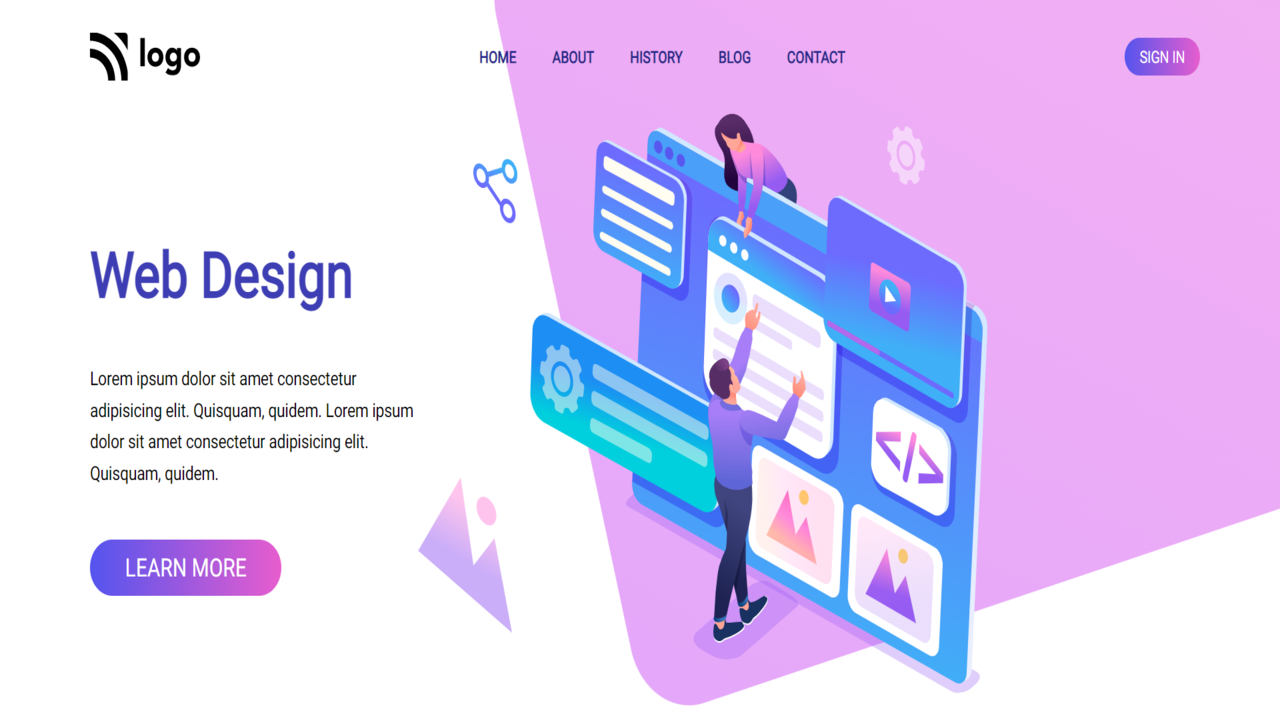 logo
HOME ABOUT HISTORY BLOG CONTACT
SIGN IN
Web Design
Lorem ipsum dolor sit amet consectetur
adipisicing elit. Quisquam, quidem. Lorem ipsum
dolor sit amet consectetur adipisicing elit.
Quisquam, quidem.
LEARN MORE
</>